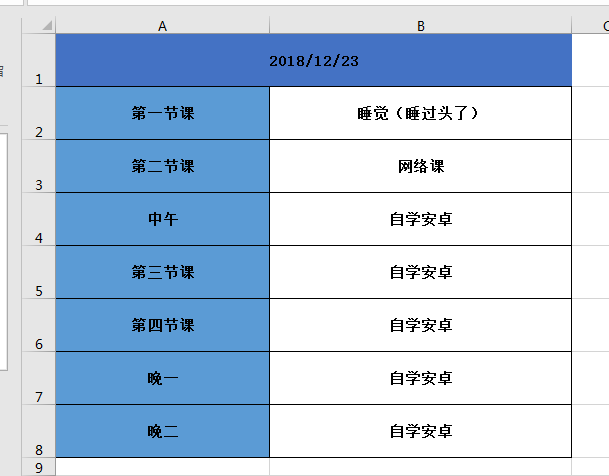 A B
1 2018/12/23
2 第一节课 睡觉（睡过头了）
3 第二节课 网络课
4 中午 自学安卓
5 第三节课 自学安卓
6 第四节课 自学安卓
7 晚一 自学安卓
8 晚二 自学安卓
9